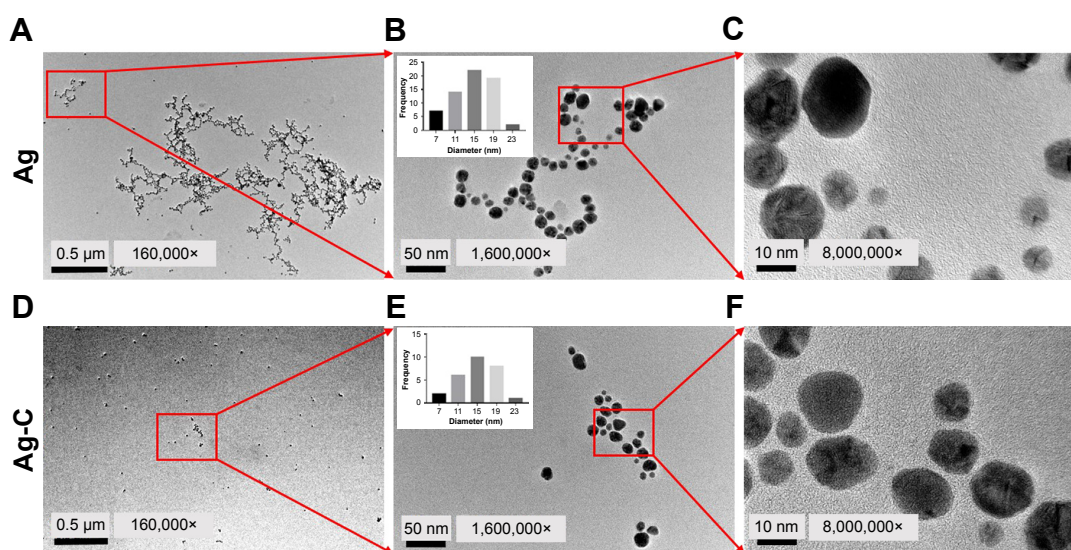 A
B
C
Ag
0.5 µm
160,000×
Frequency
25
20
15
10
5
0
7 11 15 19 23
Diameter (nm)
50 nm
1,600,000×
10 nm
8,000,000×
D
E
F
Ag-C
0.5 µm
160,000×
Frequency
15
10
5
0
7 11 15 19 23
Diameter (nm)
50 nm
1,600,000×
10 nm
8,000,000×